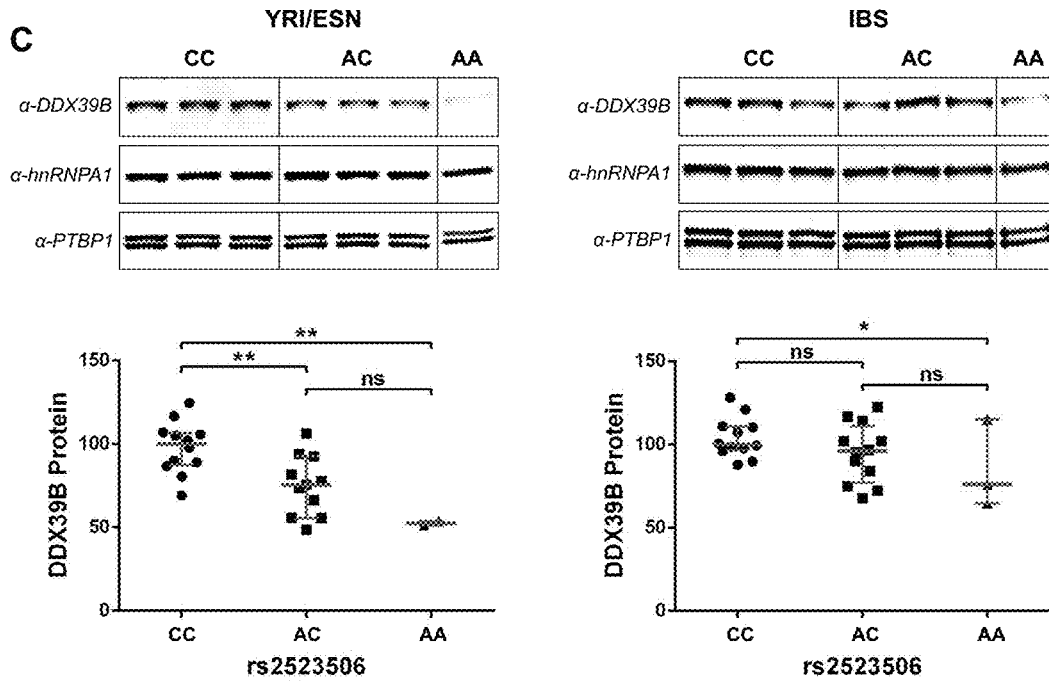 C
YRI/ESN
CC AC AA
α-DDX39B
α-hnRNPA1
α-PTBP1
IBS
CC AC AA
α-DDX39B
α-hnRNPA1
α-PTBP1
DDX39B Protein
150
100
50
0
**
**
ns
CC AC AA
rs2523506
DDX39B Protein
150
100
50
0
*
ns
ns
CC AC AA
rs2523506